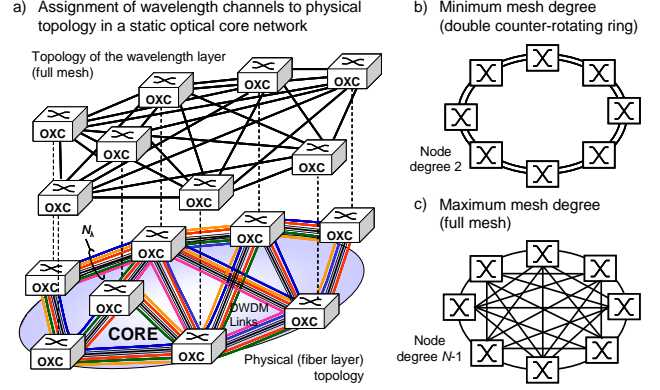 a) Assignment of wavelength channels to physical
topology in a static optical core network
Topology of the wavelength layer
(full mesh)
OXC
OXC
OXC
OXC
OXC
OXC
OXC
OXC
Nλ
OXC
OXC
OXC
OXC
OXC
OXC
OXC
OXC
DWDM
Links
CORE
Physical (fiber layer)
topology
b) Minimum mesh degree
(double counter-rotating ring)
Node
degree 2
c) Maximum mesh degree
(full mesh)
Node
degree N-1